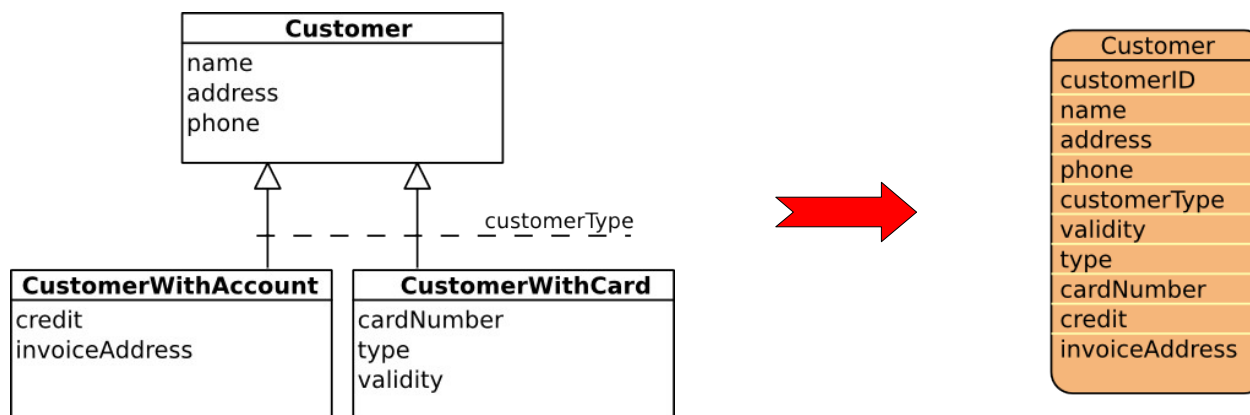 Customer
name
address
phone
customerType
CustomerWithAccount
credit
invoiceAddress
CustomerWithCard
cardNumber
type
validity
Customer
customerID
name
address
phone
customerType
validity
type
cardNumber
credit
invoiceAddress